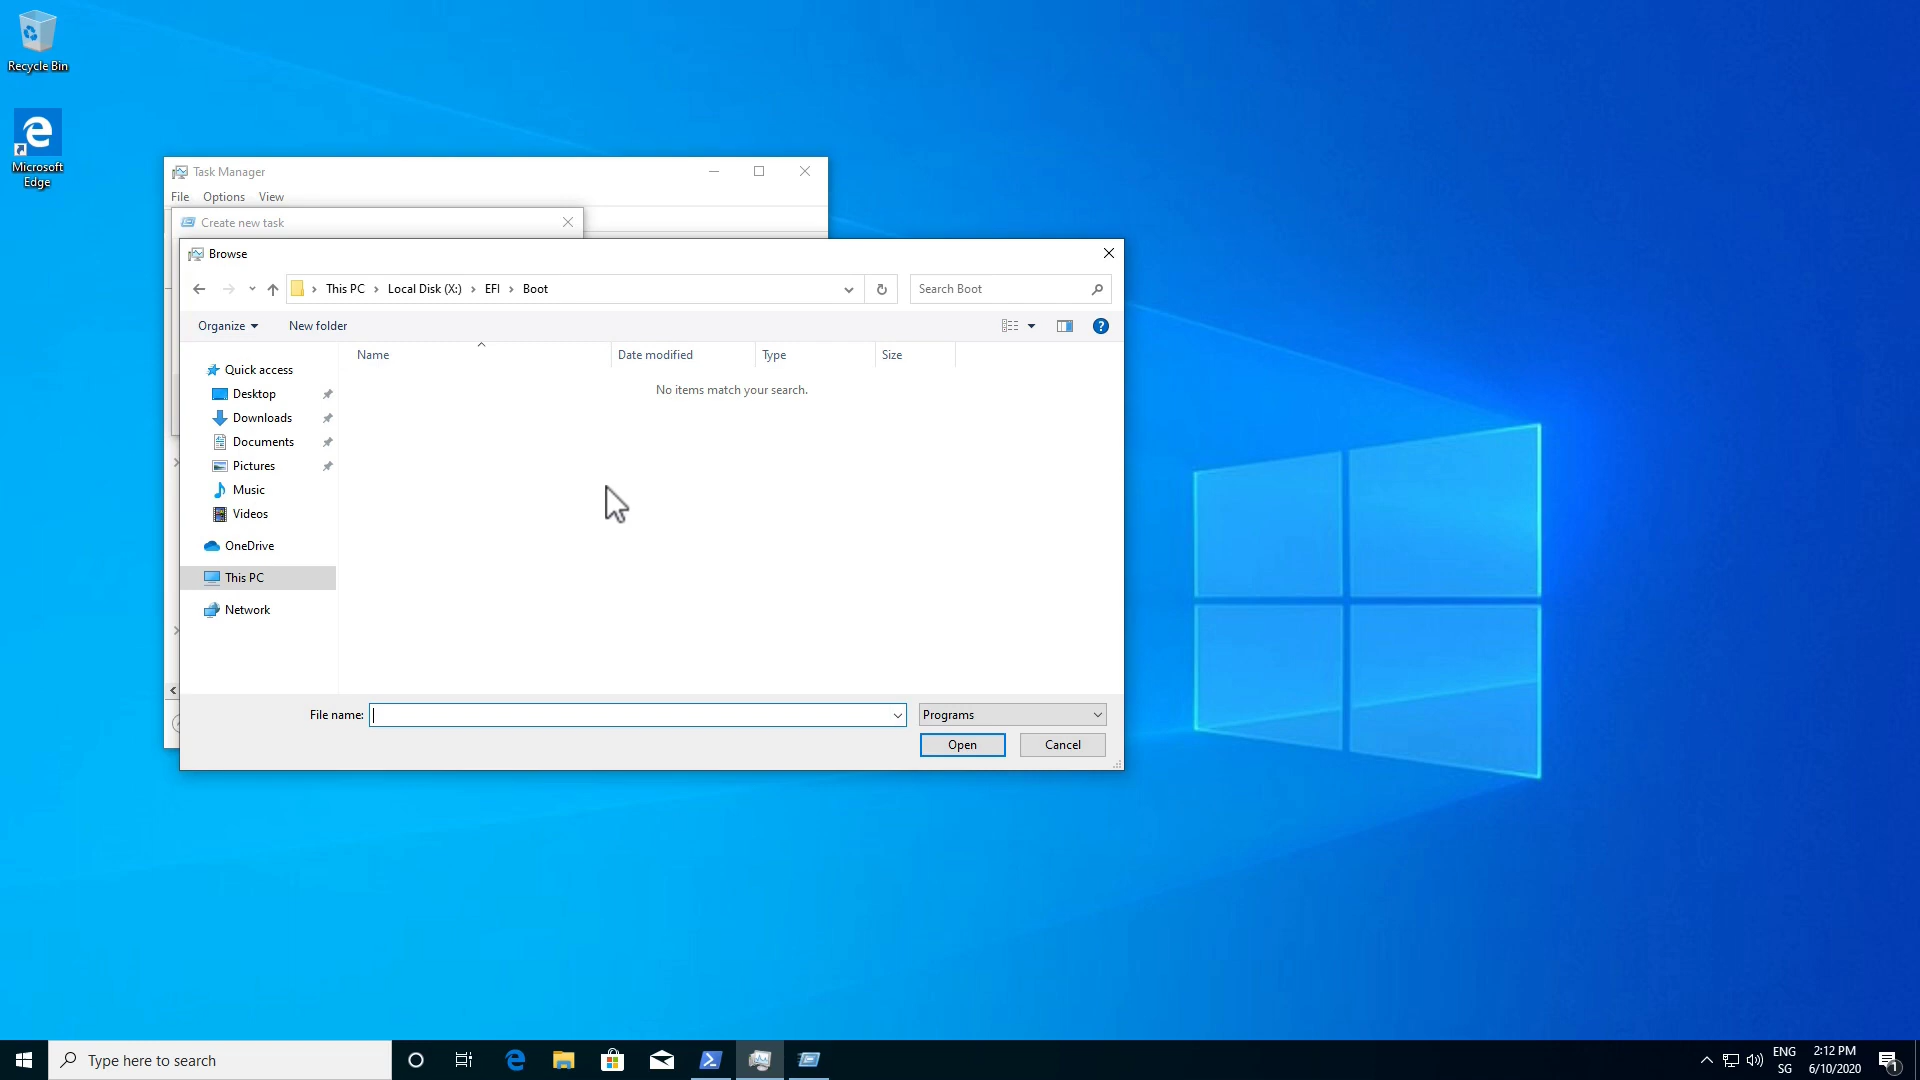 Recycle Bin
Microsoft
Edge
Task Manager
File Options View
Create new task
Browse
This PC Local Disk (X:) EFI Boot
Search Boot
Organize New folder
Name Date modified Type Size
No items match your search.
Quick access
Desktop
Downloads
Documents
Pictures
Music
Videos
OneDrive
This PC
Network
File name:
Programs
Open Cancel
Type here to search
ENG
SG
2:12 PM
6/10/2020
1